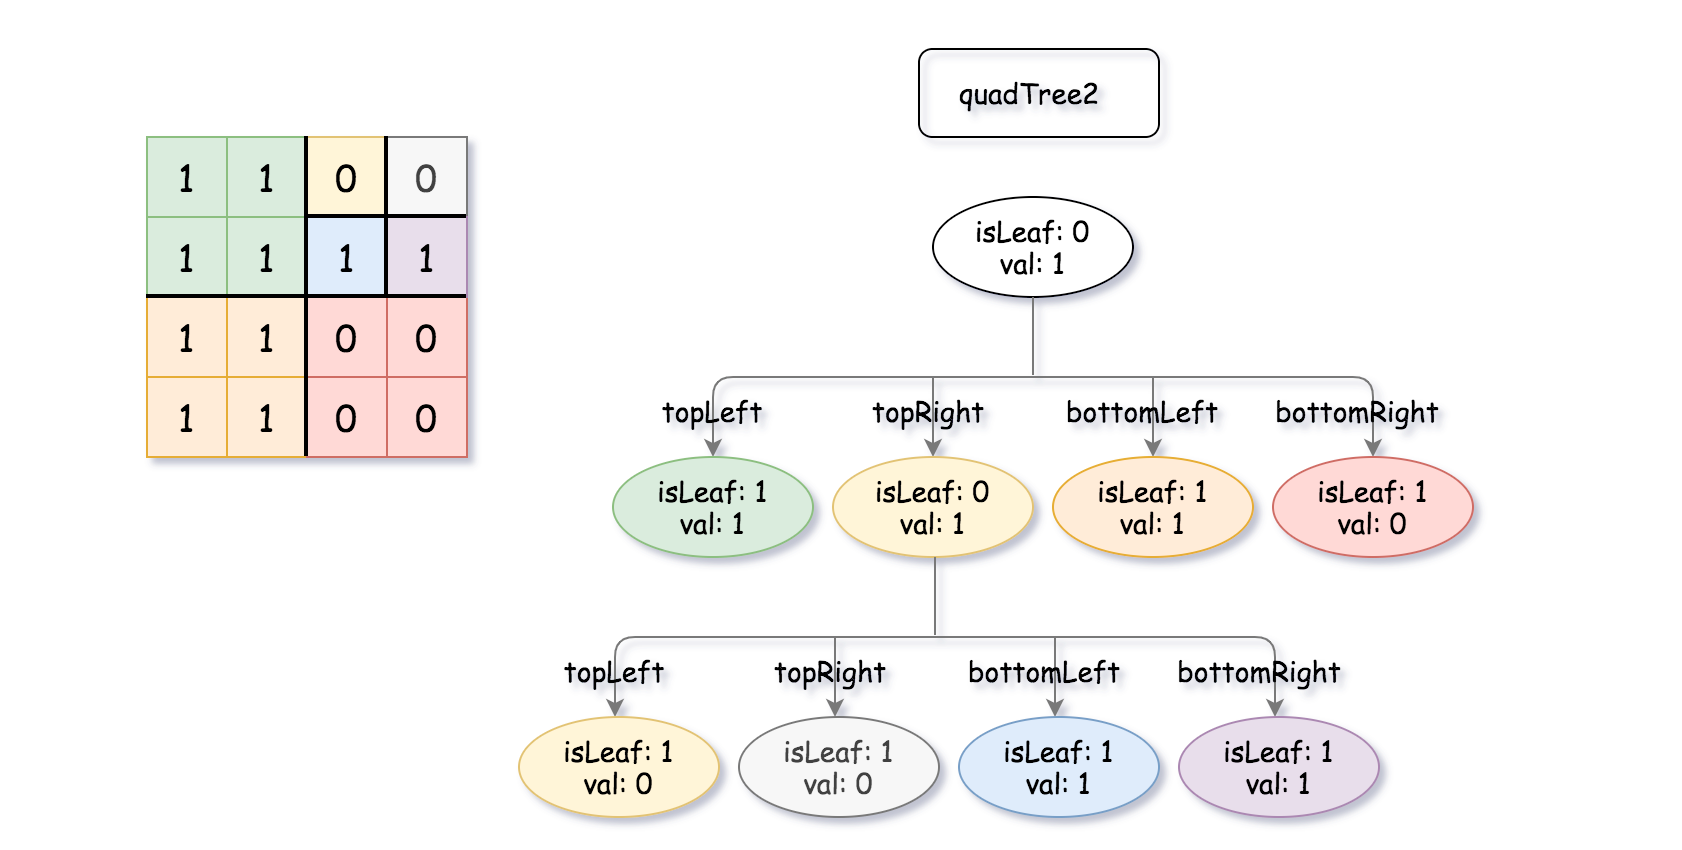 quadTree2
1 1 0 0
1 1 1 1
1 1 0 0
1 1 0 0
isLeaf: 0
val: 1
topLeft topRight bottomLeft bottomRight
isLeaf: 1 isLeaf: 0 isLeaf: 1 isLeaf: 1
val: 1 val: 1 val: 1 val: 0
topLeft topRight bottomLeft bottomRight
isLeaf: 1 isLeaf: 1 isLeaf: 1 isLeaf: 1
val: 0 val: 0 val: 1 val: 1